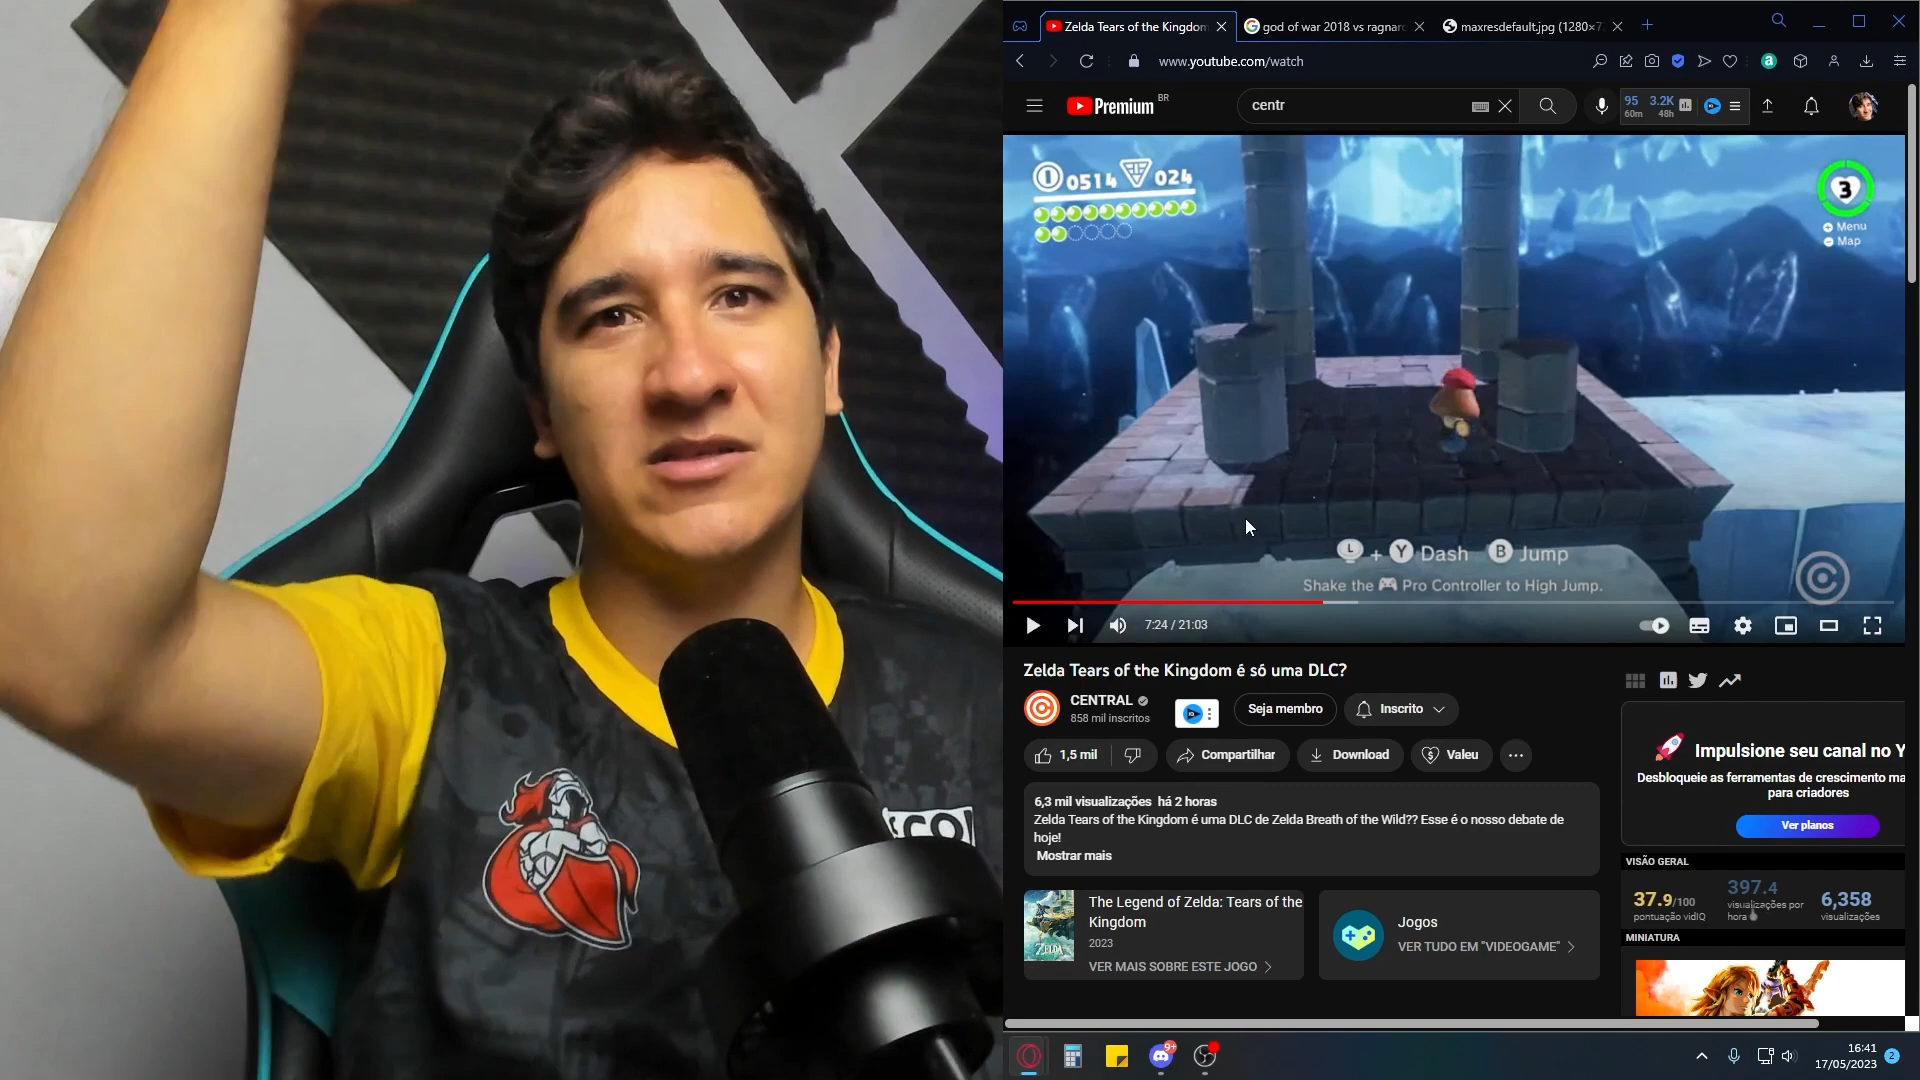 Zelda Tears of the Kingdom
god of war 2018 vs ragnar
maxresdefault.jpg (1280×7
www.youtube.com/watch
Premium BR
centr
95 3.2K
60m 48h
0514 024
3
Menu
Map
L + Y Dash B Jump
Shake the Pro Controller to High Jump.
7:24 / 21:03
Zelda Tears of the Kingdom é só uma DLC?
CENTRAL
858 mil inscritos
Seja membro
Inscrito
1,5 mil
Compartilhar
Download
Valeu
6,3 mil visualizações há 2 horas
Zelda Tears of the Kingdom é uma DLC de Zelda Breath of the Wild?? Esse é o nosso debate de
hoje!
Mostrar mais
The Legend of Zelda: Tears of the
Kingdom
2023
VER MAIS SOBRE ESTE JOGO
ZELDA
Jogos
VER TUDO EM "VIDEOGAME"
Impulsione seu canal no Y
Desbloqueie as ferramentas de crescimento ma
para criadores
Ver planos
VISÃO GERAL
37.9/100
pontuação vidIQ
397.4
visualizações por
hora
6,358
visualizações
MINIATURA
9+
16:41
17/05/2023
2